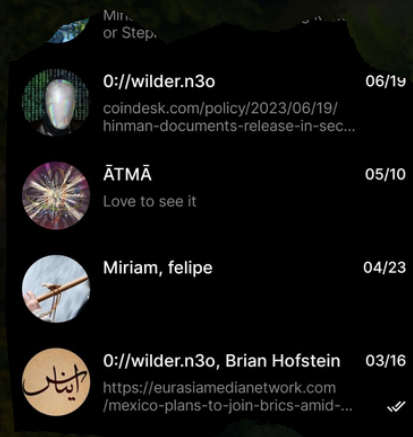 or Step
0://wilder.n3o
06/19
coindesk.com/policy/2023/06/19/
hinman-documents-release-in-sec...
ĀTMĀ
05/10
Love to see it
Miriam, felipe
04/23
0://wilder.n3o, Brian Hofstein
03/16
https://eurasiamedianetwork.com
/mexico-plans-to-join-brics-amid-...